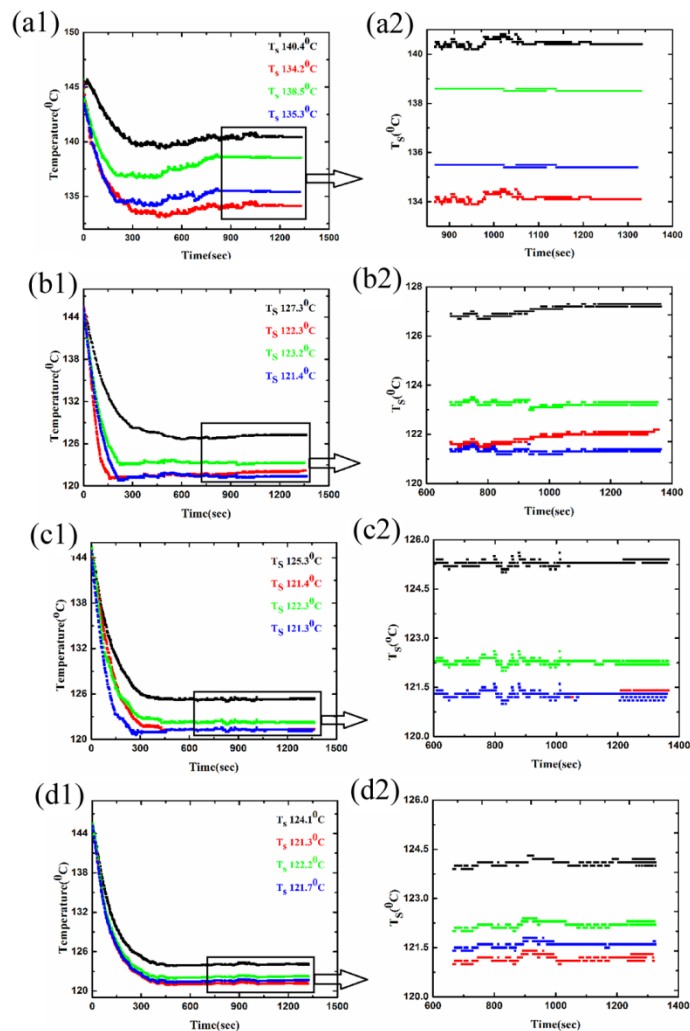 (a1)
150
145
140
135
0 300 600 900 1200 1500
Temperature(⁰C)
Time(sec)
Tₛ 140.4⁰C
Tₛ 134.2⁰C
Tₛ 138.5⁰C
Tₛ 135.3⁰C
(a2)
140
138
136
134
900 1000 1100 1200 1300 1400
Tₛ(⁰C)
Time(sec)
(b1)
144
138
132
126
120
0 300 600 900 1200 1500
Temperature(⁰C)
Time(sec)
Tₛ 127.3⁰C
Tₛ 122.3⁰C
Tₛ 123.2⁰C
Tₛ 121.4⁰C
(b2)
128
126
124
122
120
600 800 1000 1200 1400
Tₛ(⁰C)
Time(sec)
(c1)
144
138
132
126
120
0 300 600 900 1200 1500
Temperature(⁰C)
Time(sec)
Tₛ 125.3⁰C
Tₛ 121.4⁰C
Tₛ 122.3⁰C
Tₛ 121.3⁰C
(c2)
126.0
124.5
123.0
121.5
120.0
600 800 1000 1200 1400
Tₛ(⁰C)
Time(sec)
(d1)
144
138
132
126
120
0 300 600 900 1200 1500
Temperature(⁰C)
Time(sec)
Tₛ 124.1⁰C
Tₛ 121.3⁰C
Tₛ 122.2⁰C
Tₛ 121.7⁰C
(d2)
126.0
124.5
123.0
121.5
120.0
600 800 1000 1200 1400
Tₛ(⁰C)
Time(sec)